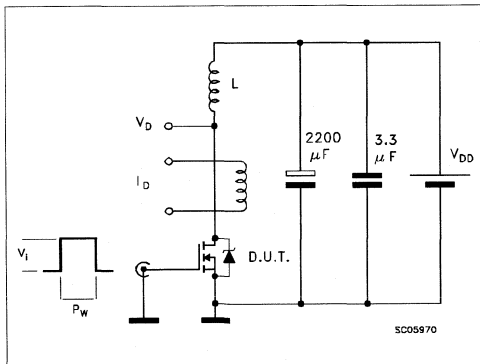 L
V_D
2200
μF
3.3
μF
V_DD
I_D
V_i
D.U.T.
P_W
SC05970